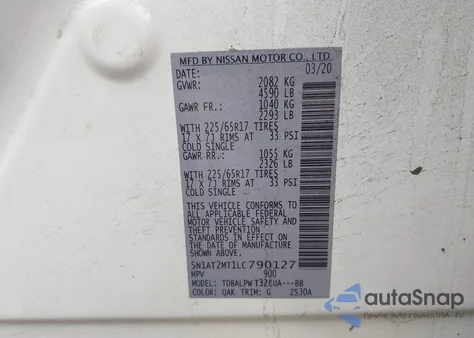 MFD BY NISSAN MOTOR CO., LTD.
DATE: 03/20
GVWR: 2082 KG
4590 LB
GAWR FR.: 1040 KG
2293 LB
WITH 225/65R17 TIRES
17 X 7J RIMS AT 33 PSI
COLD SINGLE
GAWR RR.: 1055 KG
2326 LB
WITH 225/65R17 TIRES
17 X 7J RIMS AT 33 PSI
COLD SINGLE
THIS VEHICLE CONFORMS TO
ALL APPLICABLE FEDERAL
MOTOR VEHICLE SAFETY AND
THEFT PREVENTION
STANDARDS IN EFFECT ON
THE DATE OF MANUFACTURE
SHOWN ABOVE.
5N1AT2MT1LC790127
MPV 900
MODEL: TDBALPW T32EUA---BB
COLOR: QAK TRIM: G ZS30A
autaSnap